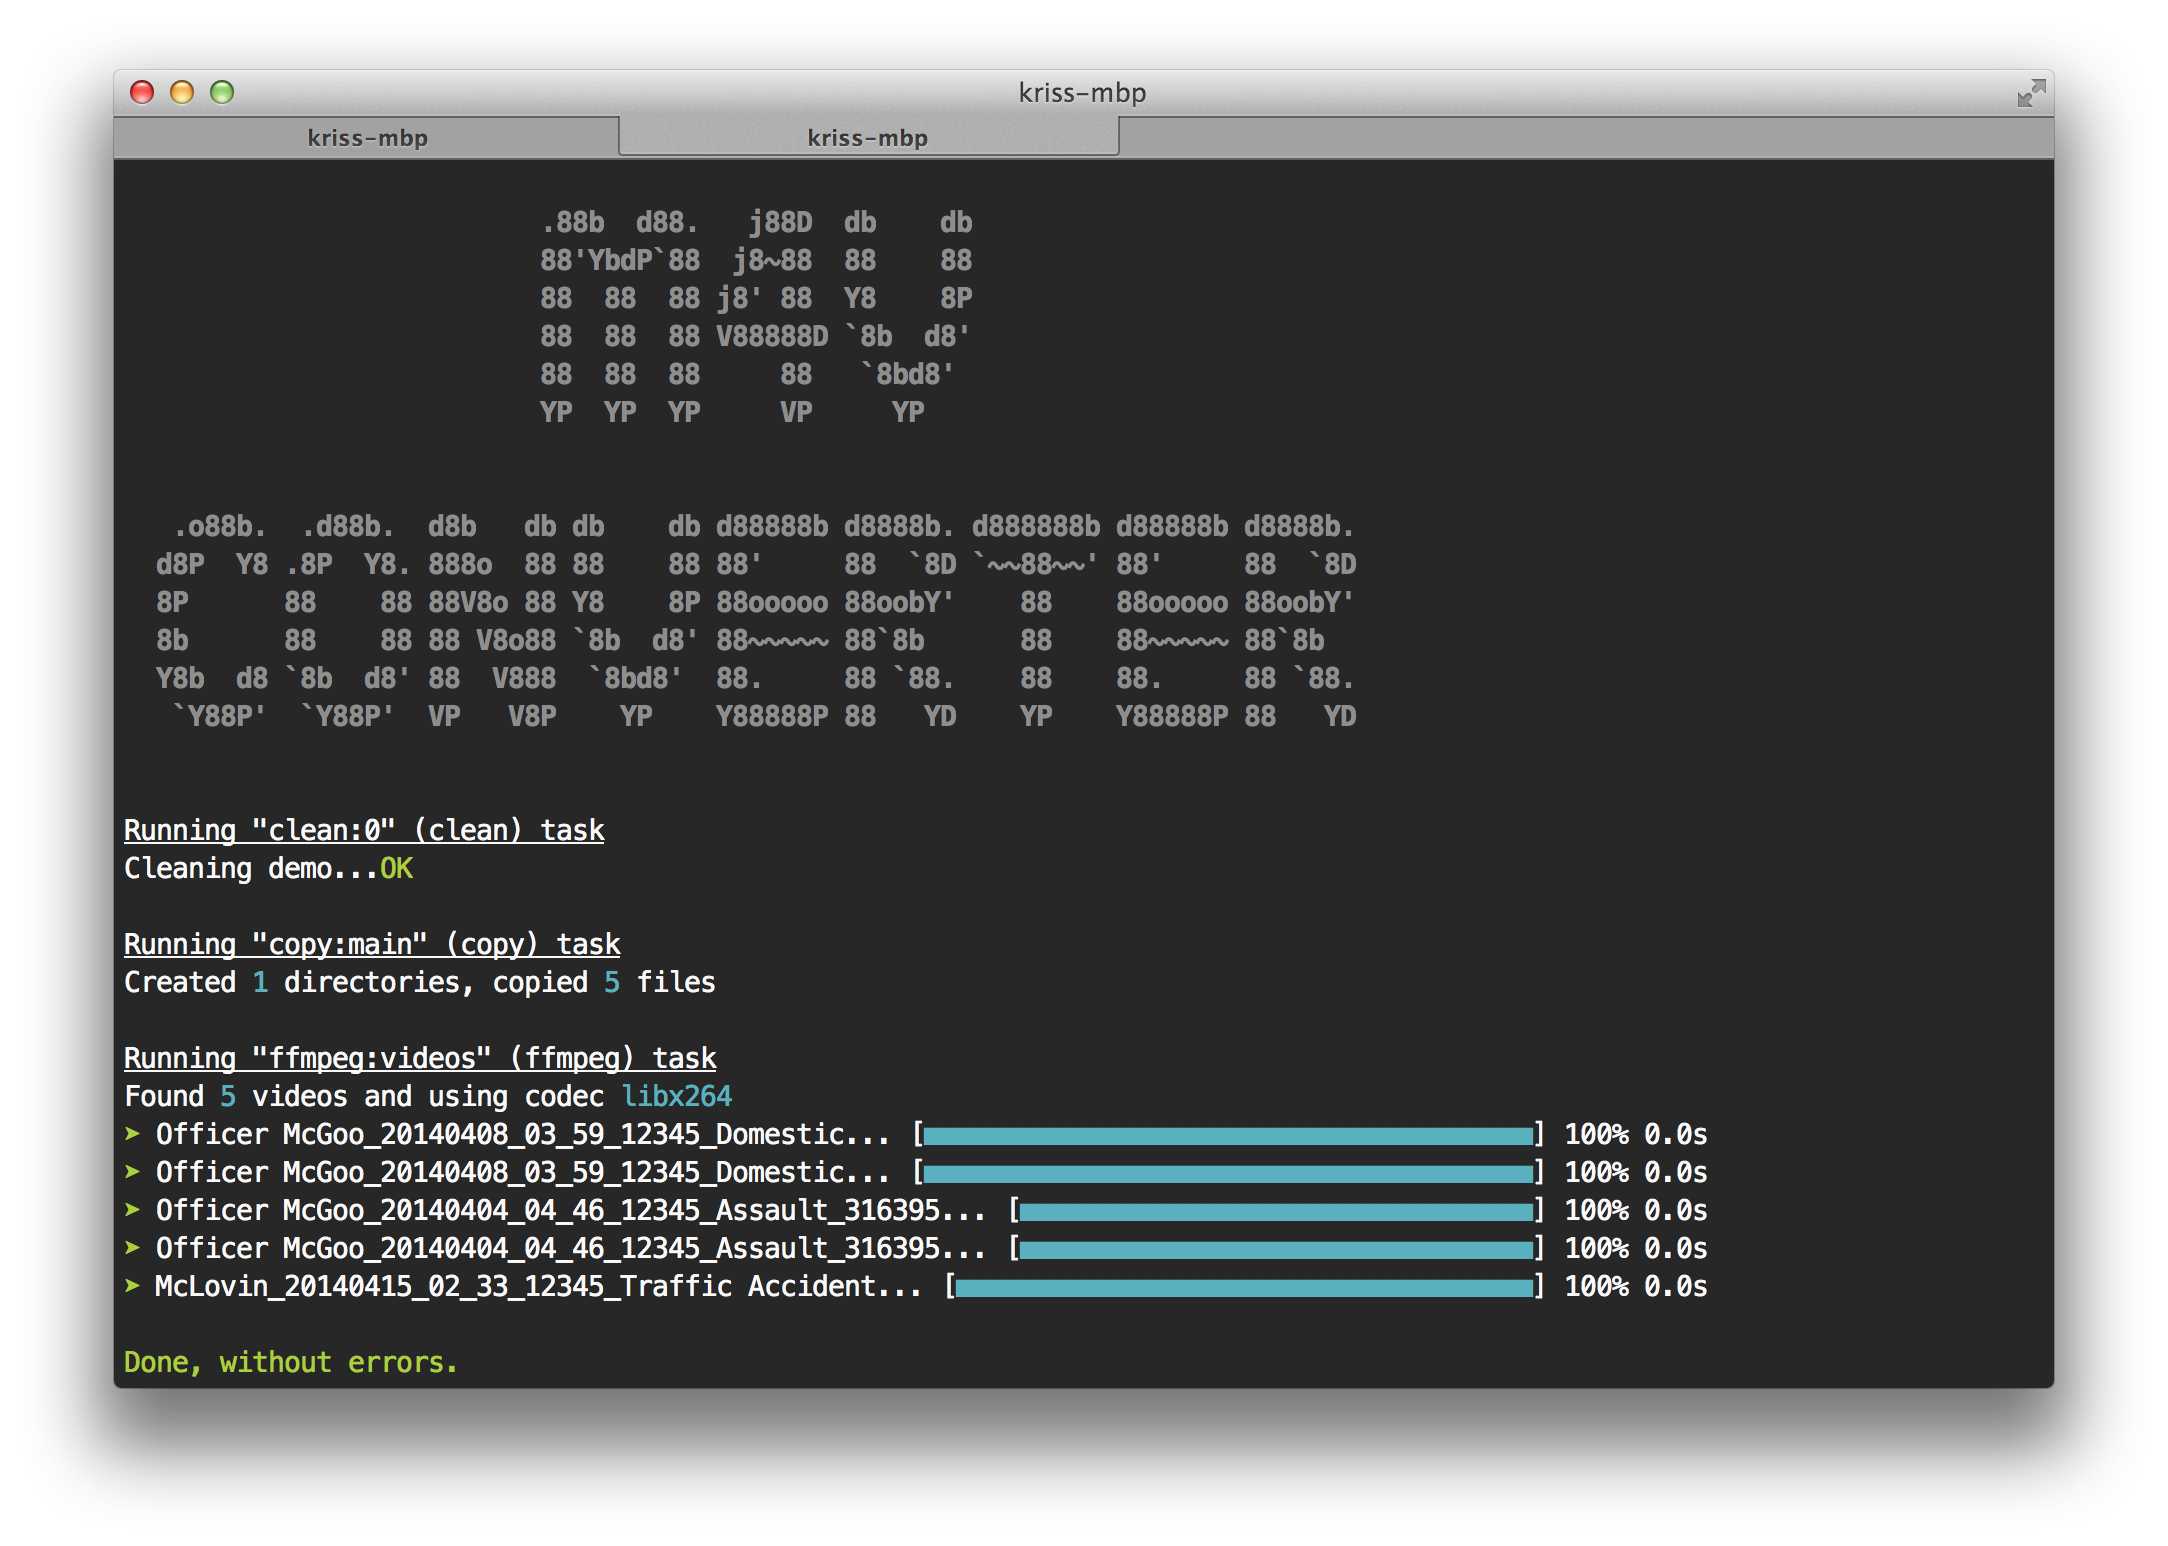 kriss-mbp
kriss-mbp kriss-mbp
                          .88b  d88.   j88D  db    db
                          88'YbdP`88  j8~88  88    88
                          88  88  88 j8' 88  Y8    8P
                          88  88  88 V88888D `8b  d8'
                          88  88  88     88   `8bd8'
                          YP  YP  YP     VP     YP
   .o88b.  .d88b.  d8b   db db    db d88888b d8888b. d888888b d88888b d8888b.
  d8P  Y8 .8P  Y8. 888o  88 88    88 88'     88  `8D `~~88~~' 88'     88  `8D
  8P      88    88 88V8o 88 Y8    8P 88ooooo 88oobY'    88    88ooooo 88oobY'
  8b      88    88 88 V8o88 `8b  d8' 88~~~~~ 88`8b      88    88~~~~~ 88`8b
  Y8b  d8 `8b  d8' 88  V888  `8bd8'  88.     88 `88.    88    88.     88 `88.
   `Y88P'  `Y88P'  VP   V8P    YP    Y88888P 88   YD    YP    Y88888P 88   YD
Running "clean:0" (clean) task
Cleaning demo...OK
Running "copy:main" (copy) task
Created 1 directories, copied 5 files
Running "ffmpeg:videos" (ffmpeg) task
Found 5 videos and using codec libx264
➤ Officer McGoo_20140408_03_59_12345_Domestic... [] 100% 0.0s
➤ Officer McGoo_20140408_03_59_12345_Domestic... [] 100% 0.0s
➤ Officer McGoo_20140404_04_46_12345_Assault_316395... [] 100% 0.0s
➤ Officer McGoo_20140404_04_46_12345_Assault_316395... [] 100% 0.0s
➤ McLovin_20140415_02_33_12345_Traffic Accident... [] 100% 0.0s
Done, without errors.